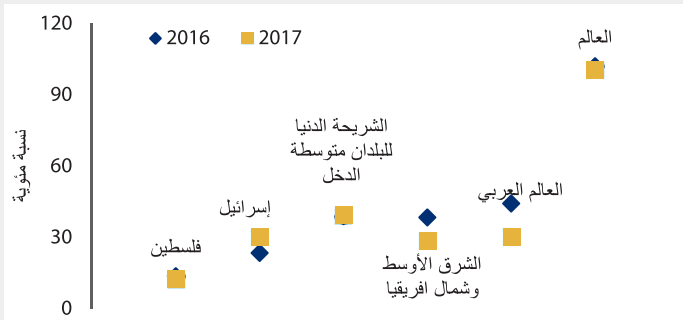 120
90
60
30
0
نسبة مئوية
2016
2017
فلسطين
إسرائيل
الشريحة الدنيا
للبلدان متوسطة
الدخل
الشرق الأوسط
وشمال افريقيا
العالم العربي
العالم